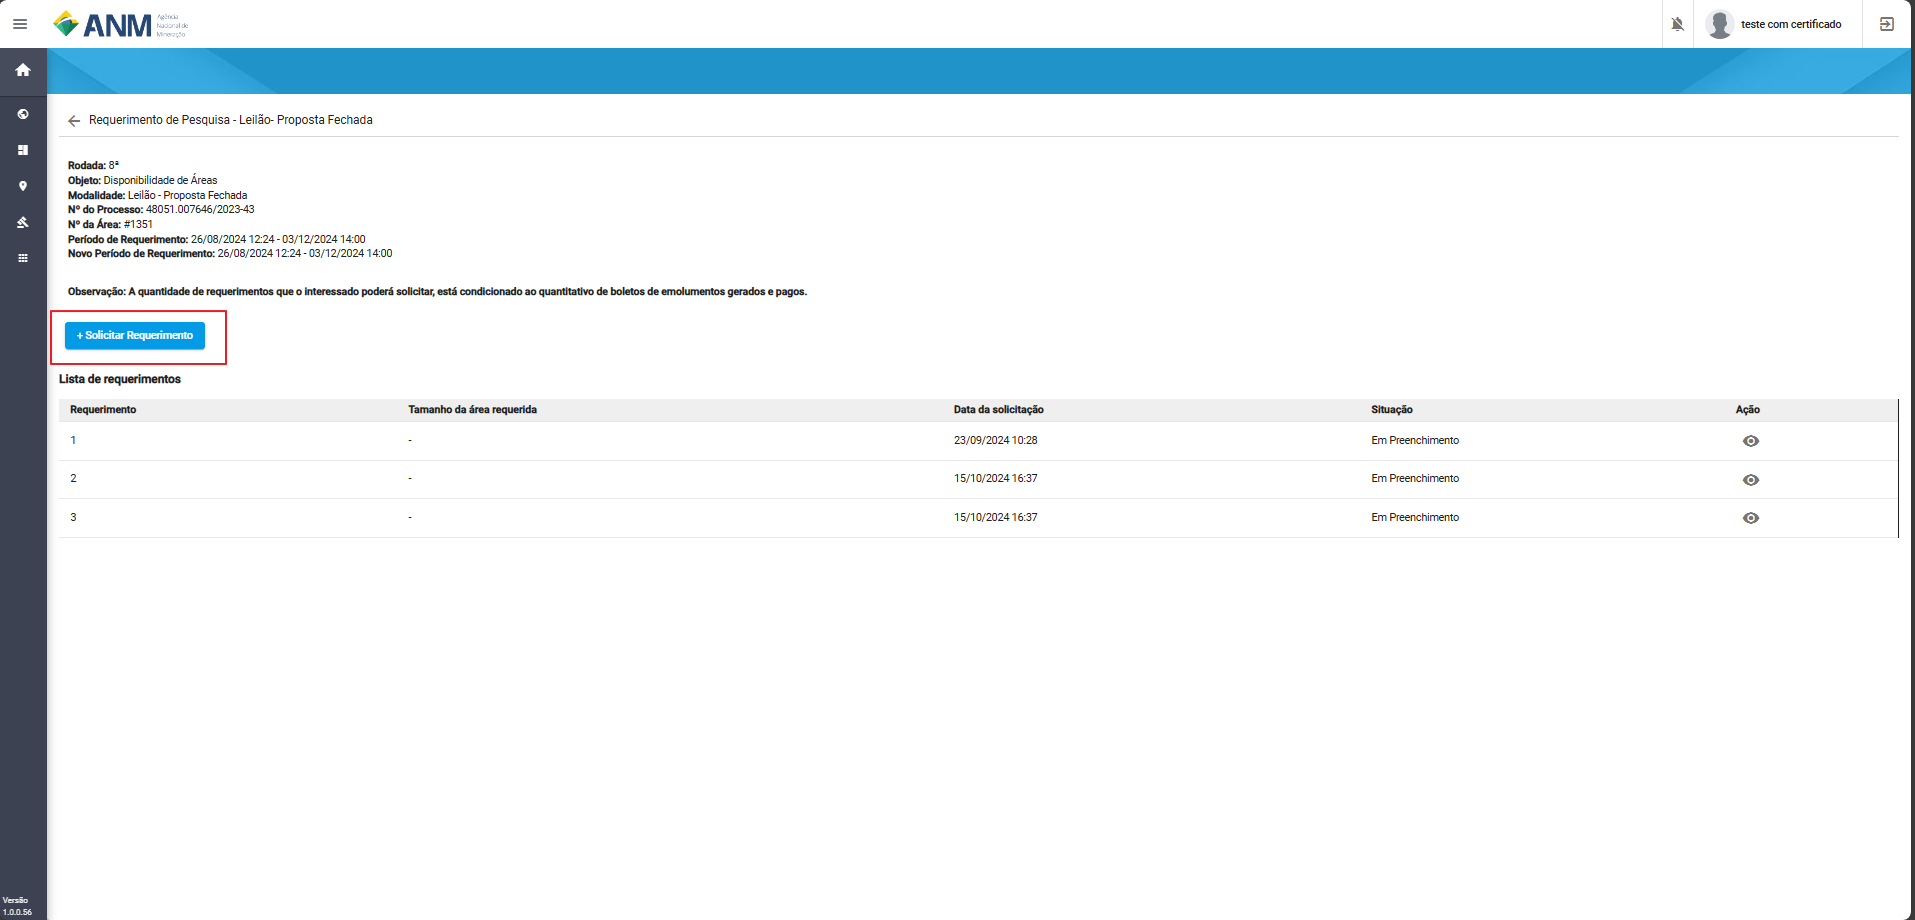 ANM Agência
Nacional de
Mineração
teste com certificado
Requerimento de Pesquisa - Leilão- Proposta Fechada
Rodada: 8ª
Objeto: Disponibilidade de Áreas
Modalidade: Leilão - Proposta Fechada
Nº do Processo: 48051.007646/2023-43
Nº da Área: #1351
Período de Requerimento: 26/08/2024 12:24 - 03/12/2024 14:00
Novo Período de Requerimento: 26/08/2024 12:24 - 03/12/2024 14:00
Observação: A quantidade de requerimentos que o interessado poderá solicitar, está condicionado ao quantitativo de boletos de emolumentos gerados e pagos.
+ Solicitar Requerimento
Lista de requerimentos
Requerimento Tamanho da área requerida Data da solicitação Situação Ação
1 - 23/09/2024 10:28 Em Preenchimento
2 - 15/10/2024 16:37 Em Preenchimento
3 - 15/10/2024 16:37 Em Preenchimento
Versão
1.0.0.56